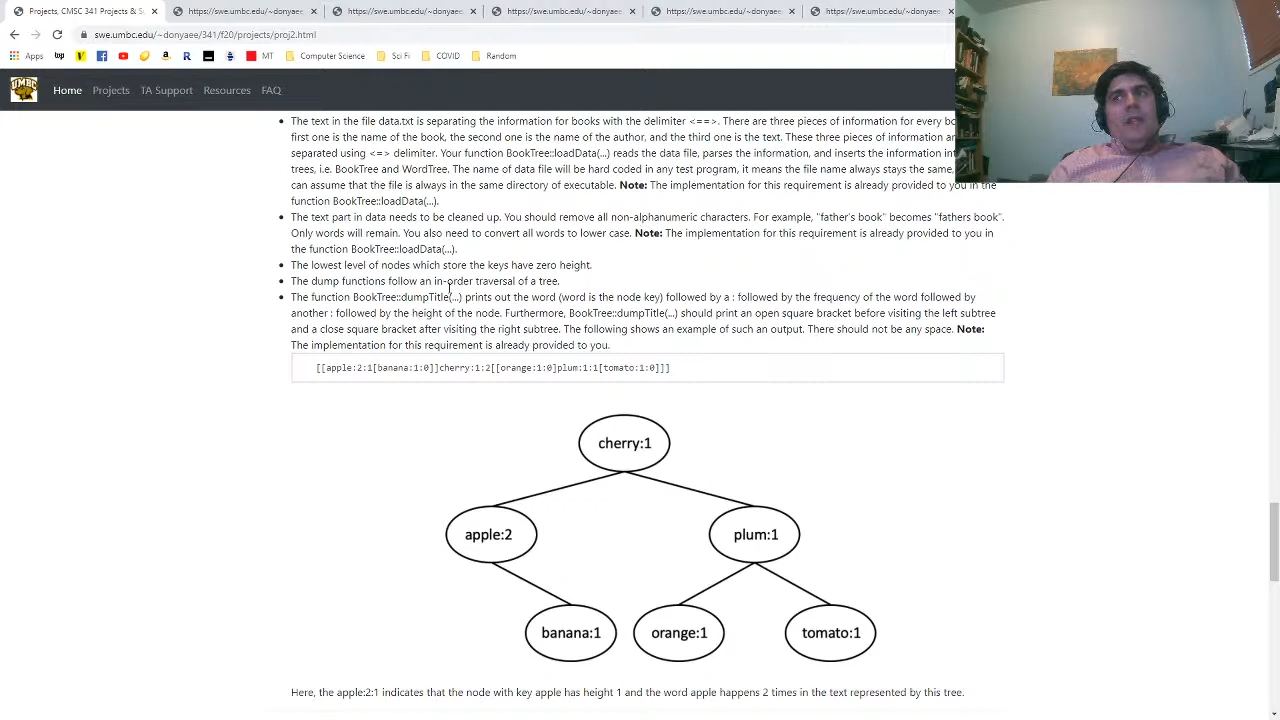 Projects, CMSC 341 Projects & S
https://swe.umbc.edu/~donyaee/3
https://swe.umbc.edu/~donyaee/3
https://swe.umbc.edu/~donyaee/3
https://swe.umbc.edu/~donyaee/3
https://swe.umbc.edu/~donyaee/
swe.umbc.edu/~donyaee/341/f20/projects/proj2.html
Apps
MT
Computer Science
Sci Fi
COVID
Random
UMBC
Home
Projects
TA Support
Resources
FAQ
• The text in the file data.txt is separating the information for books with the delimiter <==>. There are three pieces of information for every
first one is the name of the book, the second one is the name of the author, and the third one is the text. These three pieces of information
separated using <=> delimiter. Your function BookTree::loadData(...) reads the data file, parses the information, and inserts the information
trees, i.e. BookTree and WordTree. The name of data file will be hard coded in any test program, it means the file name always stays the same,
can assume that the file is always in the same directory of executable. Note: The implementation for this requirement is already provided to you in the
function BookTree::loadData(...).
• The text part in data needs to be cleaned up. You should remove all non-alphanumeric characters. For example, "father's book" becomes "fathers book".
Only words will remain. You also need to convert all words to lower case. Note: The implementation for this requirement is already provided to you in
the function BookTree::loadData(...).
• The lowest level of nodes which store the keys have zero height.
• The dump functions follow an in-order traversal of a tree.
• The function BookTree::dumpTitle(...) prints out the word (word is the node key) followed by a : followed by the frequency of the word followed by
another : followed by the height of the node. Furthermore, BookTree::dumpTitle(...) should print an open square bracket before visiting the left subtree
and a close square bracket after visiting the right subtree. The following shows an example of such an output. There should not be any space. Note:
The implementation for this requirement is already provided to you.
[[apple:2:1[banana:1:0]]cherry:1:2[[orange:1:0]plum:1:1[tomato:1:0]]]
cherry:1
apple:2
plum:1
banana:1
orange:1
tomato:1
Here, the apple:2:1 indicates that the node with key apple has height 1 and the word apple happens 2 times in the text represented by this tree.